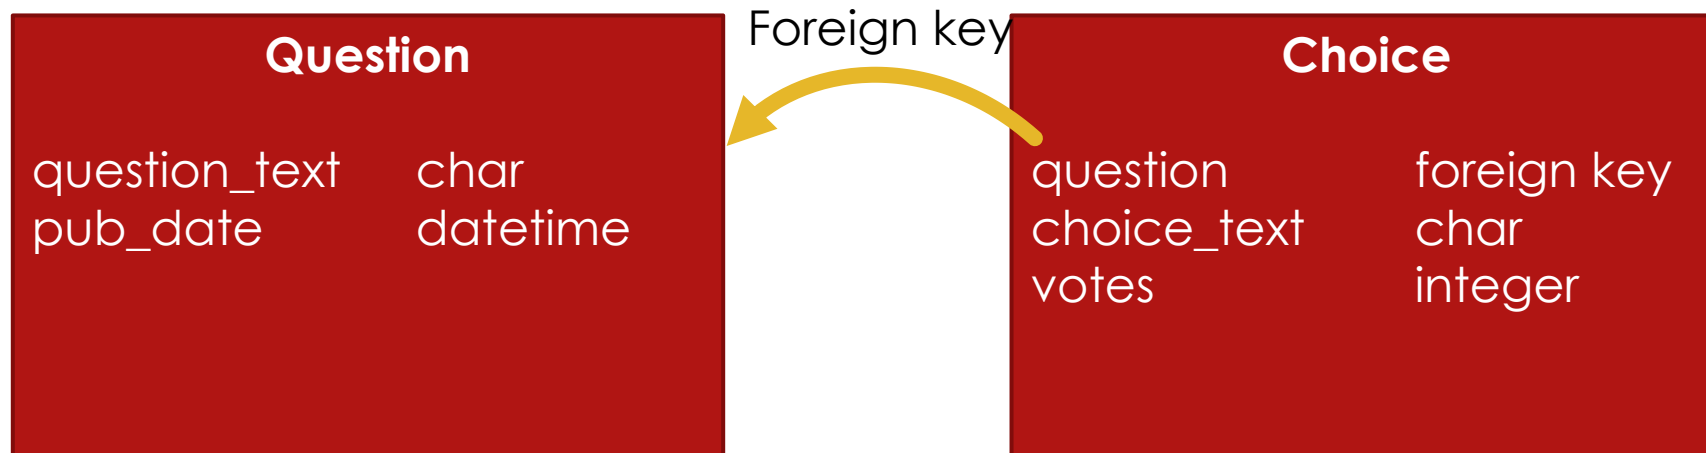 Foreign key
Question
question_text char
pub_date datetime
Choice
question foreign key
choice_text char
votes integer